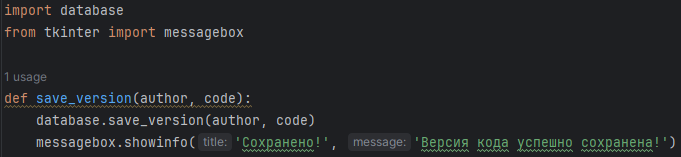 import database
from tkinter import messagebox
1 usage
def save_version(author, code):
database.save_version(author, code)
messagebox.showinfo( title: 'Сохранено!', message: 'Версия кода успешно сохранена!')